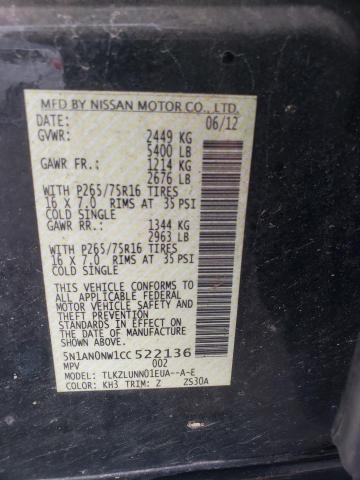 MFD BY NISSAN MOTOR CO., LTD.
DATE: 06/12
GVWR: 2449 KG
5400 LB
GAWR FR.: 1214 KG
2676 LB
WITH P265/75R16 TIRES
16 X 7.0 RIMS AT 35 PSI
COLD SINGLE
GAWR RR.: 1344 KG
2963 LB
WITH P265/75R16 TIRES
16 X 7.0 RIMS AT 35 PSI
COLD SINGLE
THIS VEHICLE CONFORMS TO
ALL APPLICABLE FEDERAL
MOTOR VEHICLE SAFETY
STANDARDS IN EFFECT ON
THE DATE OF MANUFACTURE
SHOWN ABOVE.
5N1AN0NW1CC 522136
MPV 002
MODEL: TLKZLUNN01EUA--A-E
COLOR: KH3 TRIM: Z ZS30A